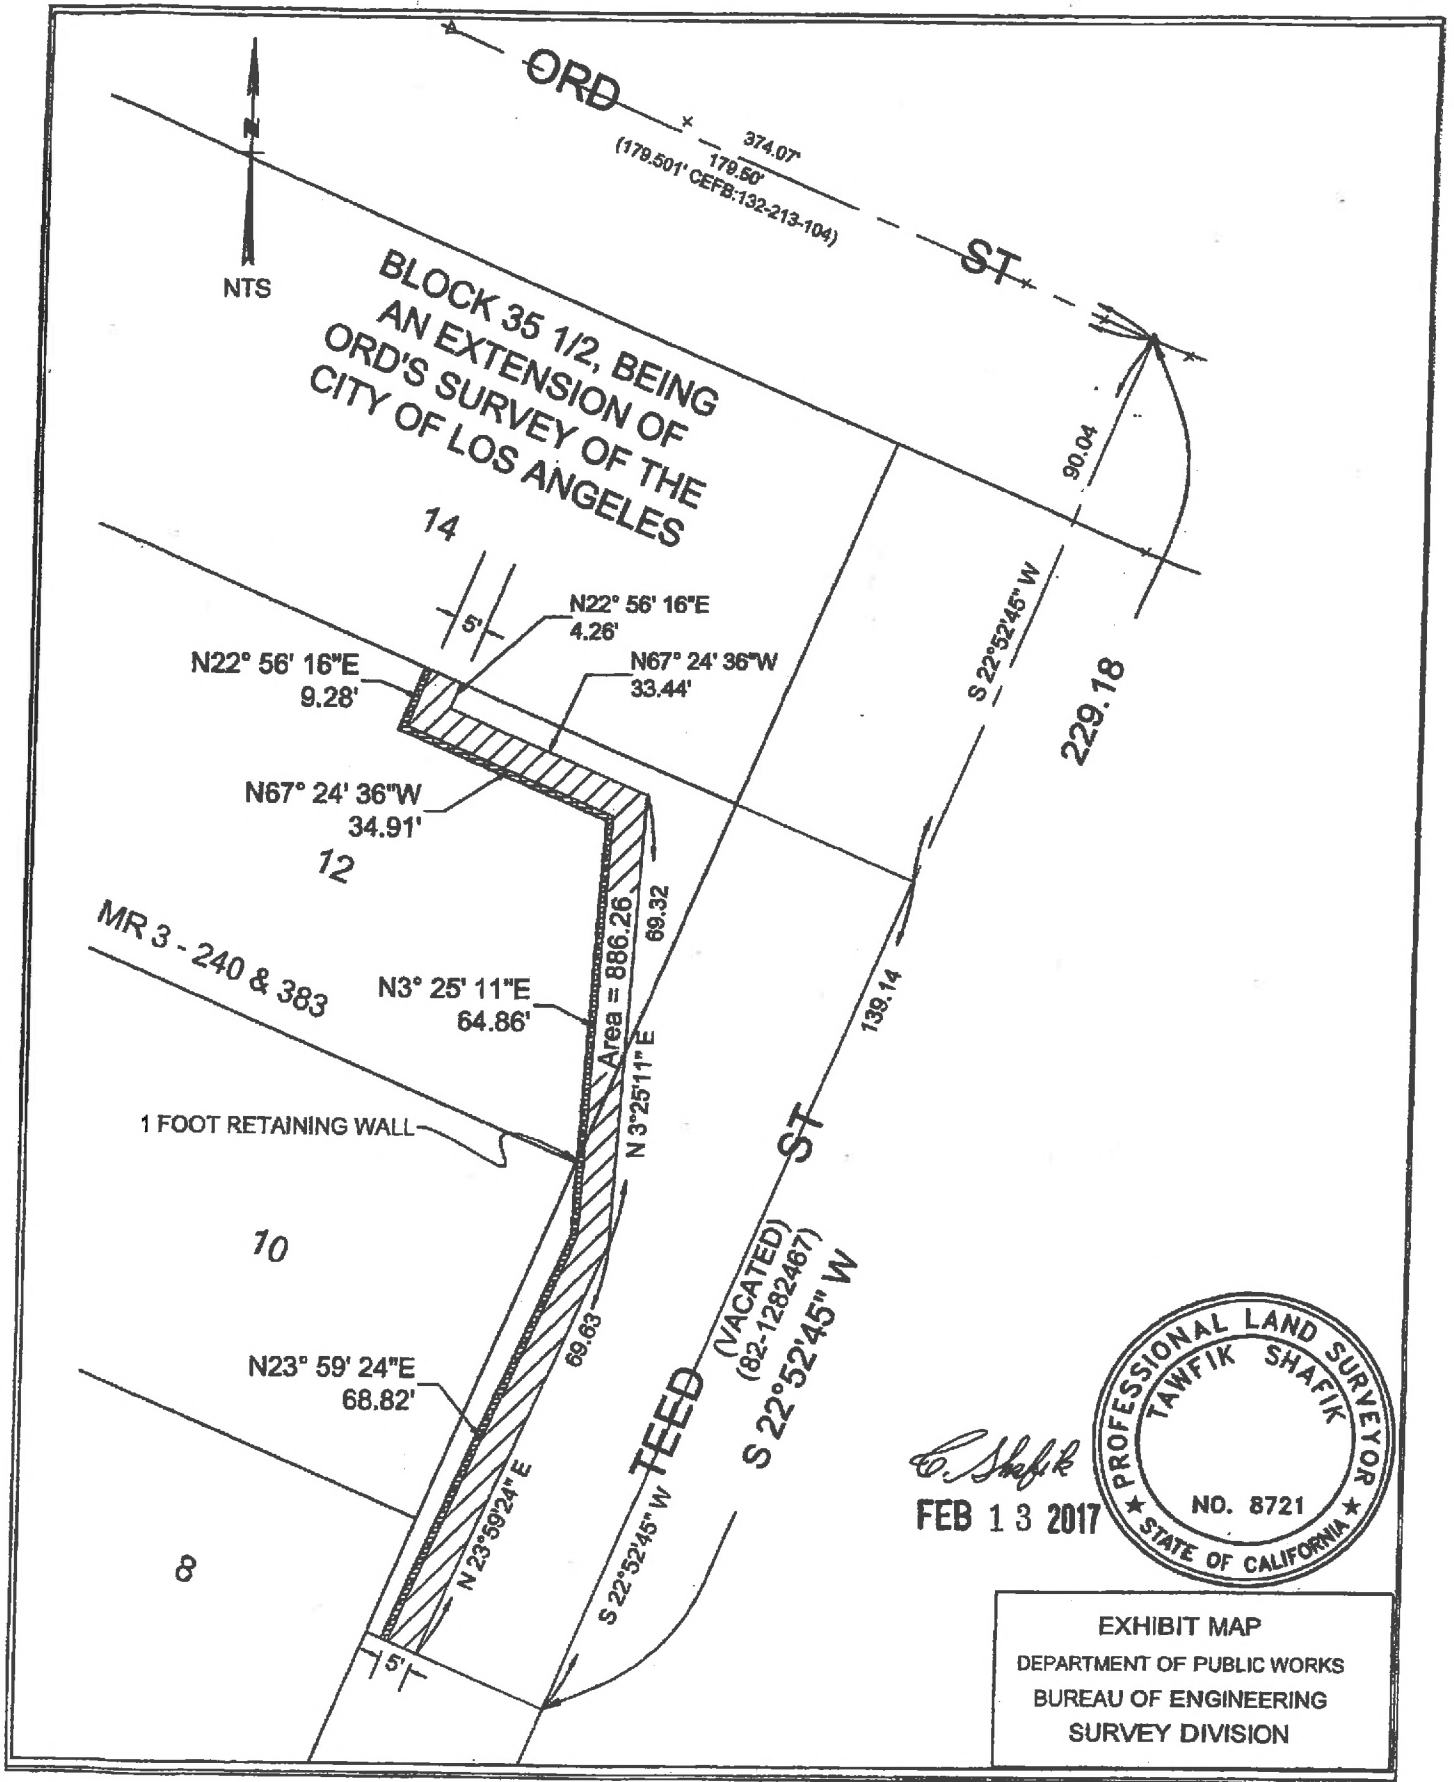 ORD ST
374.07'
179.50'
(179.501' CEFB:132-213-104)
N
NTS
BLOCK 35 1/2, BEING
AN EXTENSION OF
ORD'S SURVEY OF THE
CITY OF LOS ANGELES
90.04
14
S 22°52'45" W
229.18
5'
N22° 56' 16"E
4.26'
N22° 56' 16"E
9.28'
N67° 24' 36"W
33.44'
N67° 24' 36"W
34.91'
12
69.32
Area = 886.26
MR 3 - 240 & 383
N3° 25' 11"E
64.86'
139.14
N 3°25'11" E
1 FOOT RETAINING WALL
10
TEED ST
(VACATED)
(82-1282467)
S 22°52'45" W
69.63
N23° 59' 24"E
68.82'
N 23°59'24" E
S 22°52'45" W
8
5'
PROFESSIONAL LAND SURVEYOR
TAWFIK SHAFIK
NO. 8721
★ STATE OF CALIFORNIA ★
FEB 13 2017
EXHIBIT MAP
DEPARTMENT OF PUBLIC WORKS
BUREAU OF ENGINEERING
SURVEY DIVISION